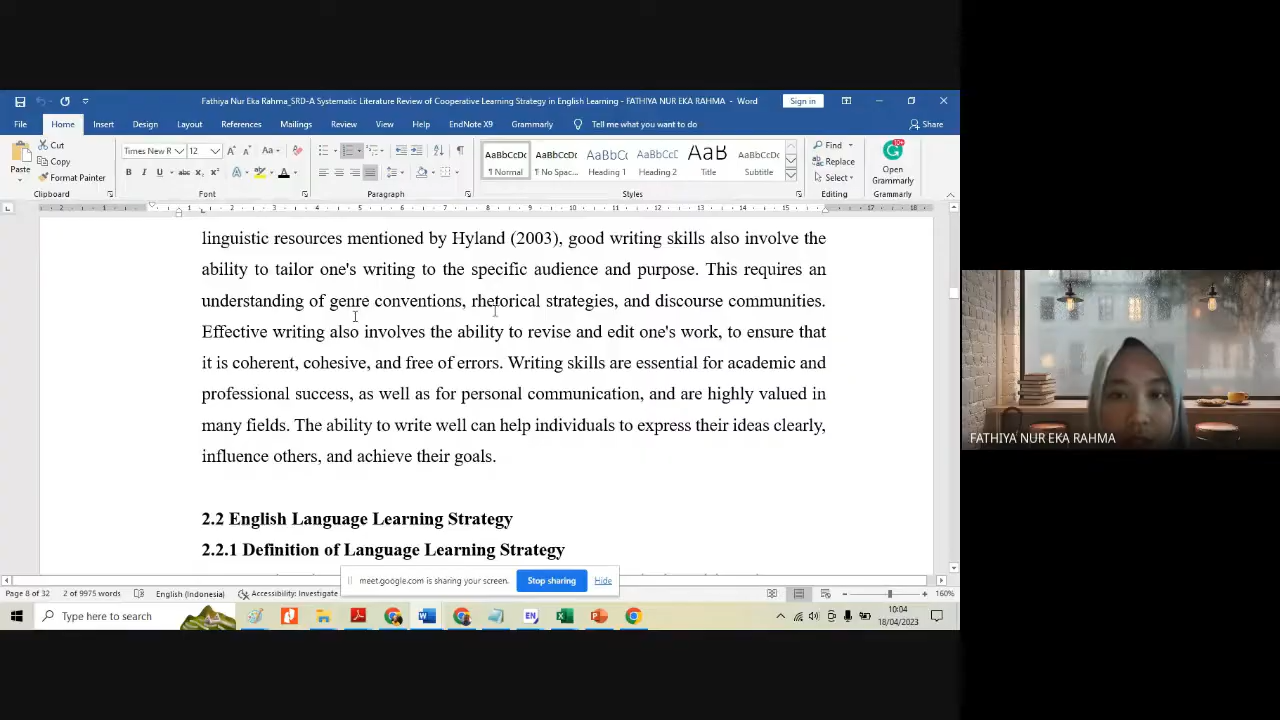 Fathiya Nur Eka Rahma_SRD-A Systematic Literature Review of Cooperative Learning Strategy in English Learning - FATHIYA NUR EKA RAHMA - Word
Sign in
File Home Insert Design Layout References Mailings Review View Help EndNote X9 Grammarly Tell me what you want to do Share
Paste
Cut
Copy
Format Painter
Clipboard
Times New R 12
Font
Paragraph
AaBbCcDc ¶ Normal
AaBbCcDc ¶ No Spac...
AaBbCc Heading 1
AaBbCcD Heading 2
AaB Title
AaBbCcD Subtitle
Styles
Find
Replace
Select
Editing
Open Grammarly
Grammarly
linguistic resources mentioned by Hyland (2003), good writing skills also involve the
ability to tailor one's writing to the specific audience and purpose. This requires an
understanding of genre conventions, rhetorical strategies, and discourse communities.
Effective writing also involves the ability to revise and edit one's work, to ensure that
it is coherent, cohesive, and free of errors. Writing skills are essential for academic and
professional success, as well as for personal communication, and are highly valued in
many fields. The ability to write well can help individuals to express their ideas clearly,
influence others, and achieve their goals.
2.2 English Language Learning Strategy
2.2.1 Definition of Language Learning Strategy
meet.google.com is sharing your screen. Stop sharing Hide
Page 8 of 32 2 of 9975 words English (Indonesia) Accessibility: Investigate 160%
Type here to search
10:04
18/04/2023
FATHIYA NUR EKA RAHMA